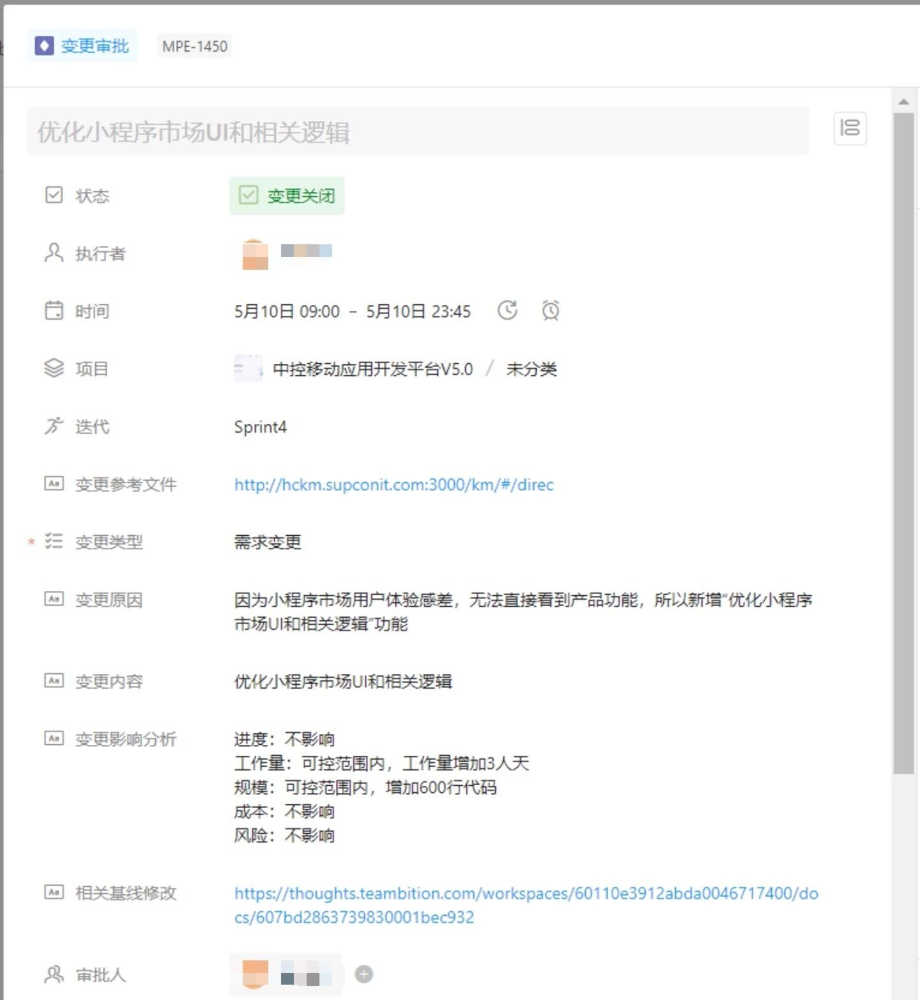 变更审批 MPE-1450
优化小程序市场UI和相关逻辑
状态 变更关闭
执行者
时间 5月10日 09:00 – 5月10日 23:45
项目 中控移动应用开发平台V5.0 / 未分类
迭代 Sprint4
变更参考文件 http://hckm.supconit.com:3000/km/#/direc
* 变更类型 需求变更
变更原因 因为小程序市场用户体验感差，无法直接看到产品功能，所以新增“优化小程序
市场UI和相关逻辑”功能
变更内容 优化小程序市场UI和相关逻辑
变更影响分析 进度：不影响
工作量：可控范围内，工作量增加3人天
规模：可控范围内，增加600行代码
成本：不影响
风险：不影响
相关基线修改 https://thoughts.teambition.com/workspaces/60110e3912abda0046717400/do
cs/607bd2863739830001bec932
审批人